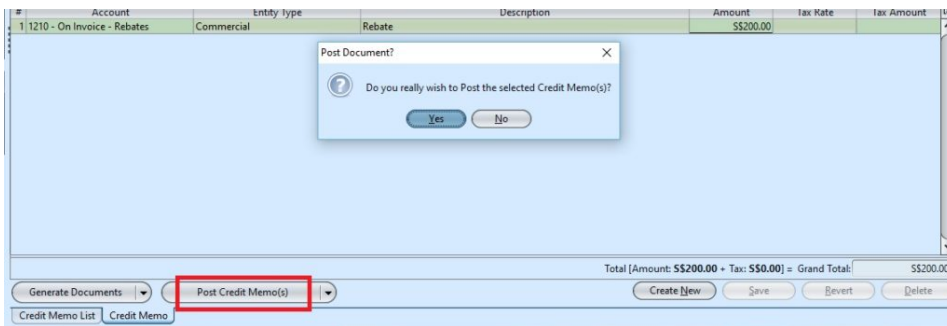 # Account Entity Type Description Amount Tax Rate Tax Amount
1 1210 - On Invoice - Rebates Commercial Rebate S$200.00
Post Document?
Do you really wish to Post the selected Credit Memo(s)?
Yes No
Total [Amount: S$200.00 + Tax: S$0.00] = Grand Total: S$200.00
Generate Documents Post Credit Memo(s) Create New Save Revert Delete
Credit Memo List Credit Memo